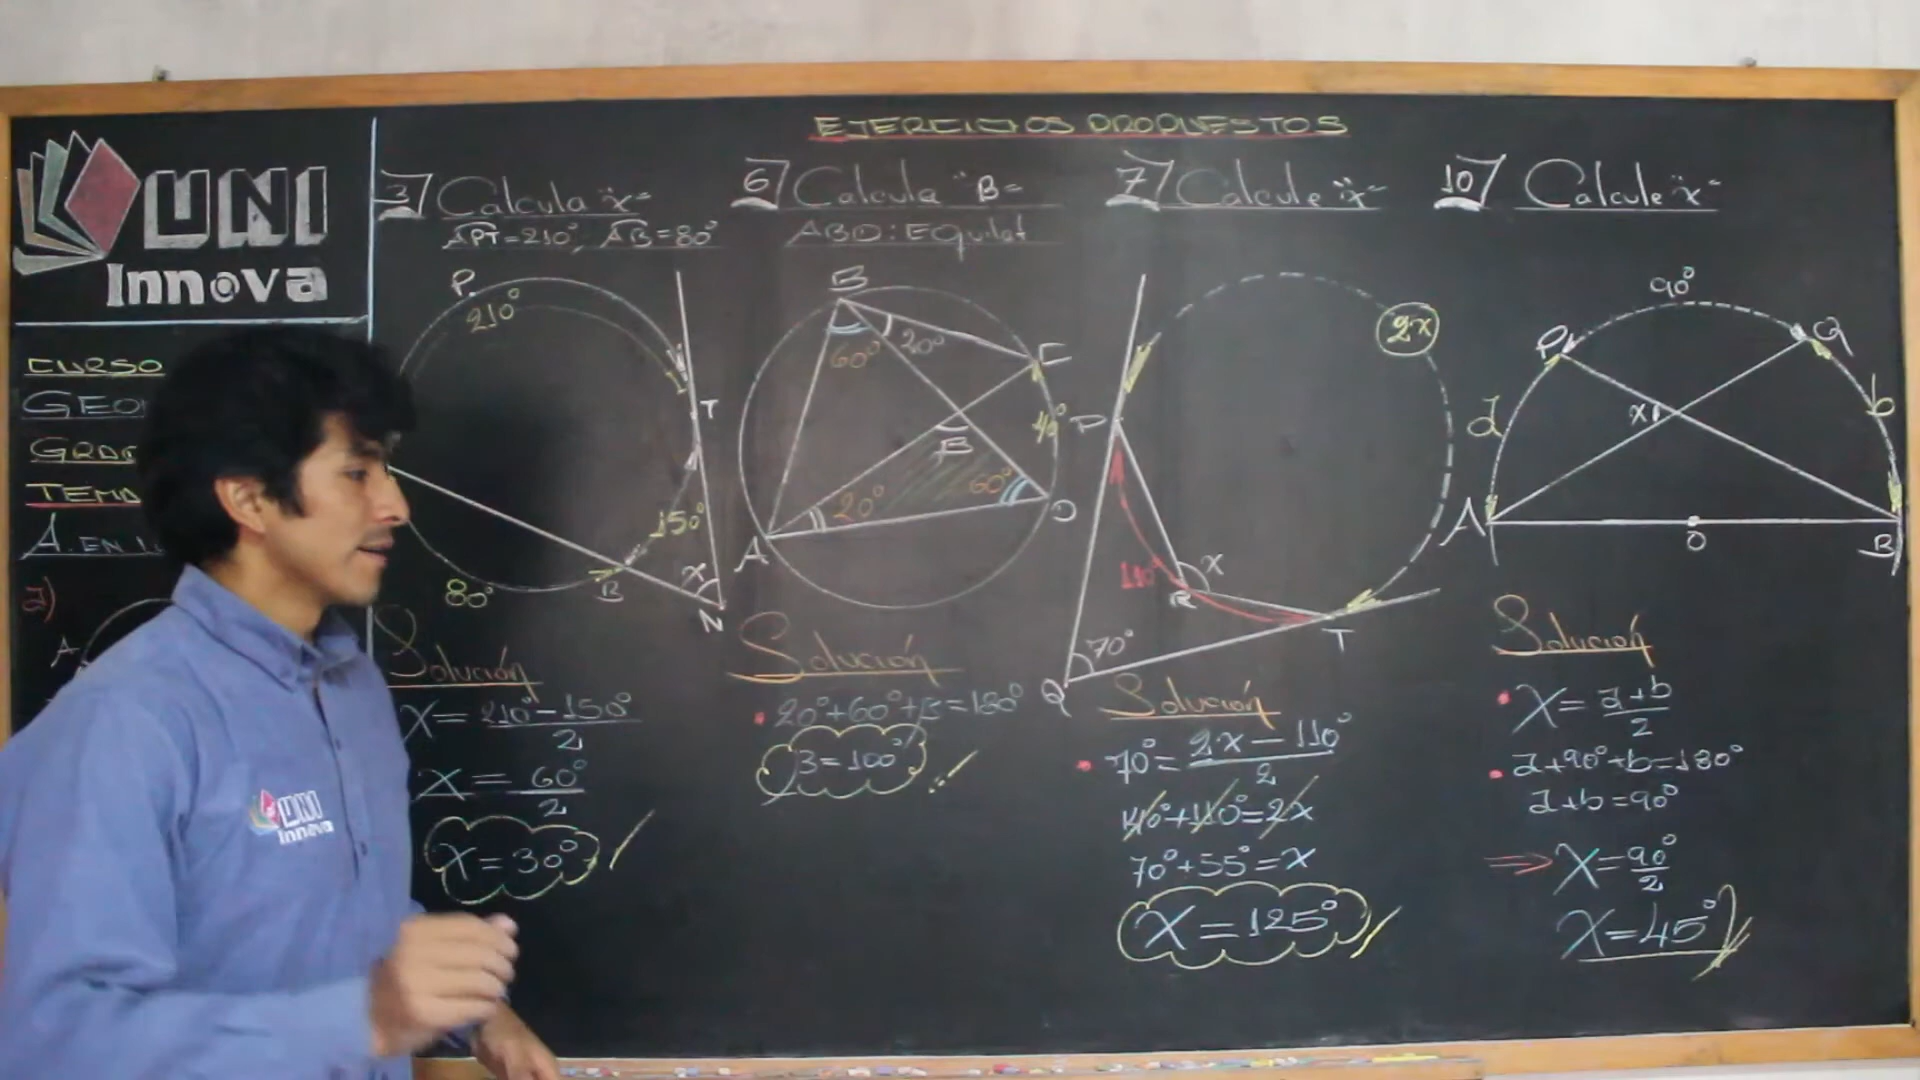 EJERCICIOS PROPUESTOS
UNI
Innova
CURSO
TEMA
A.
a)
A
3) Calcula "x"
APT=210°, AB=80°
P
210°
T
150°
80°
B
x
N
Solución
X=210°-150°/2
X=60°/2
X=30°
6) Calcula "B"
ABD: Equilat
B
60°
20°
C
40°
B
20°
60°
A
D
Solución
20°+60°+B=180°
B=100°
7) Calcule "x"
2x
P
110°
x
R
T
70°
Q
Solución
70°=2x-110°/2
140°+110°=2x
70°+55°=x
X=125°
10) Calcule "x"
90°
P
Q
a
x
b
A
O
B
Solución
X=a+b/2
a+90°+b=180°
a+b=90°
⇒ X=90°/2
X=45°
UNI
Innova